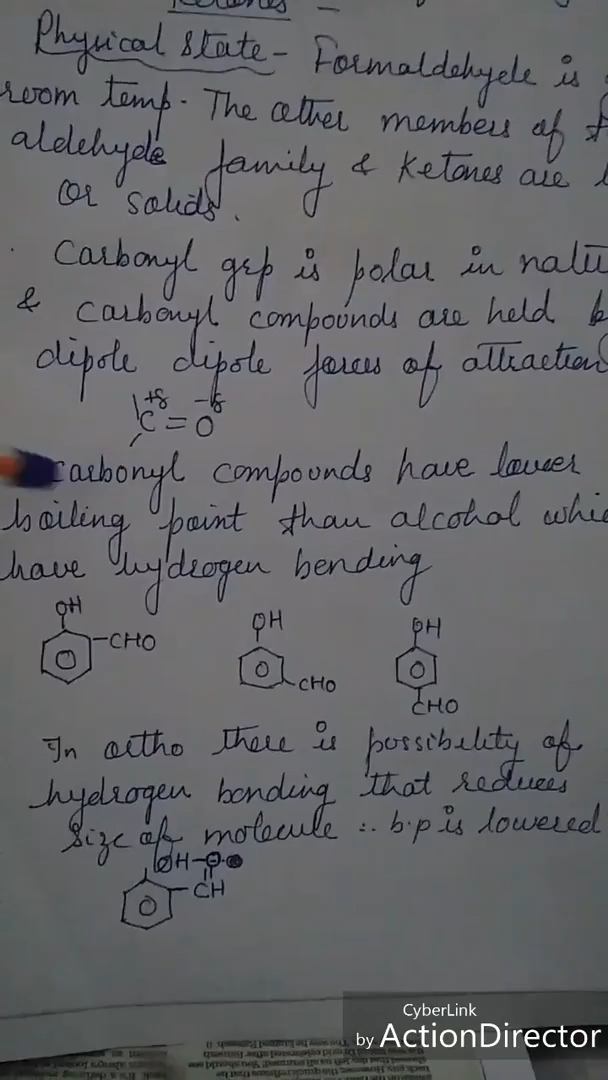 Ketones -
Physical State - Formaldehyde is
room temp. The other members of
aldehyde family & Ketones are
or solids.
Carbonyl grp is polar in natu
& carbonyl compounds are held b
dipole dipole forces of attraction
+δ -δ
C = O
carbonyl compounds have lower
boiling point than alcohol whic
have hydrogen bending
OH OH OH
CHO CHO CHO
In ortho there is possibility of
hydrogen bonding that reduces
size of molecule ∴ b.p is lowered
OH-O
CH
CyberLink
by ActionDirector